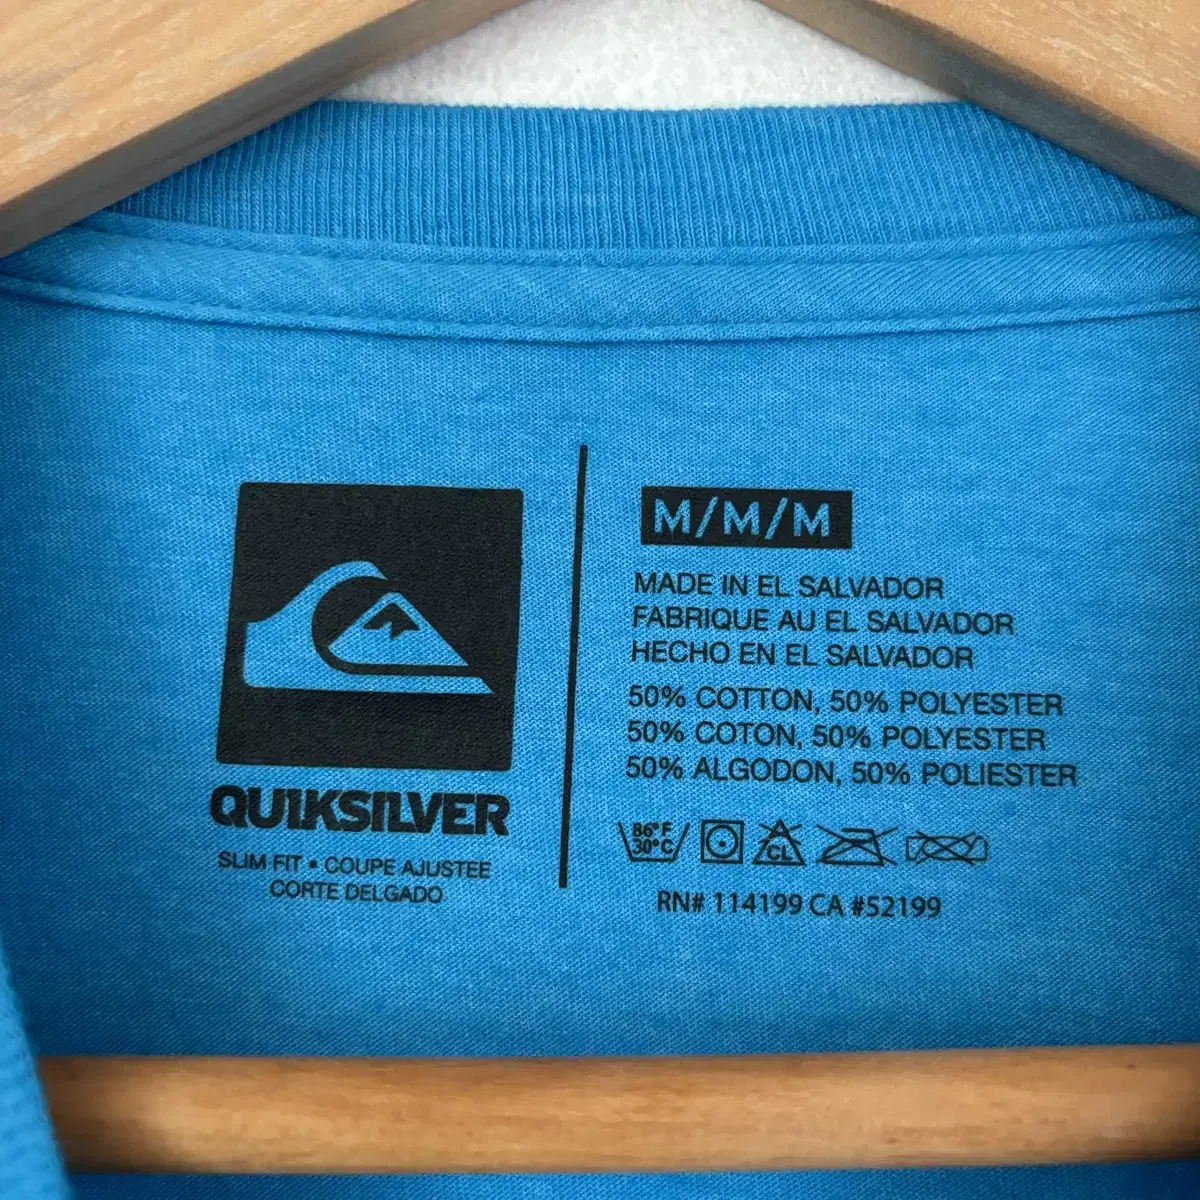 QUIKSILVER
SLIM FIT • COUPE AJUSTEE
CORTE DELGADO
M/M/M
MADE IN EL SALVADOR
FABRIQUE AU EL SALVADOR
HECHO EN EL SALVADOR
50% COTTON, 50% POLYESTER
50% COTON, 50% POLYESTER
50% ALGODON, 50% POLIESTER
86°F
30°C
CL
RN# 114199 CA #52199